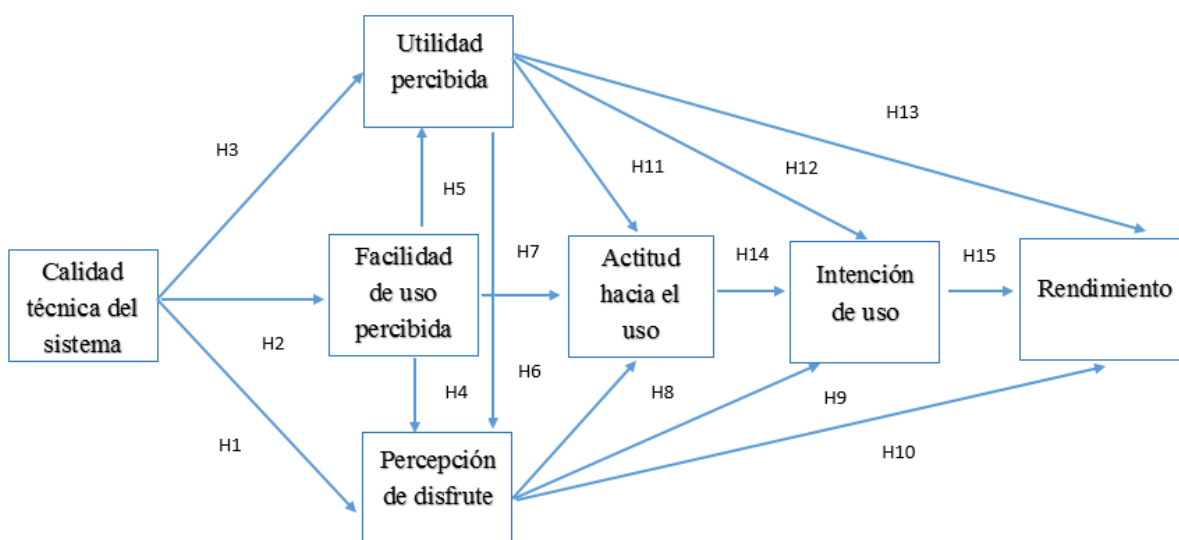 Utilidad
percibida
H13
H3
H11
H12
H5
Calidad
técnica del
sistema
Facilidad
de uso
percibida
H7
Actitud
hacia el
uso
H14
Intención
de uso
H15
Rendimiento
H2
H4
H6
H8
H9
H1
H10
Percepción
de disfrute